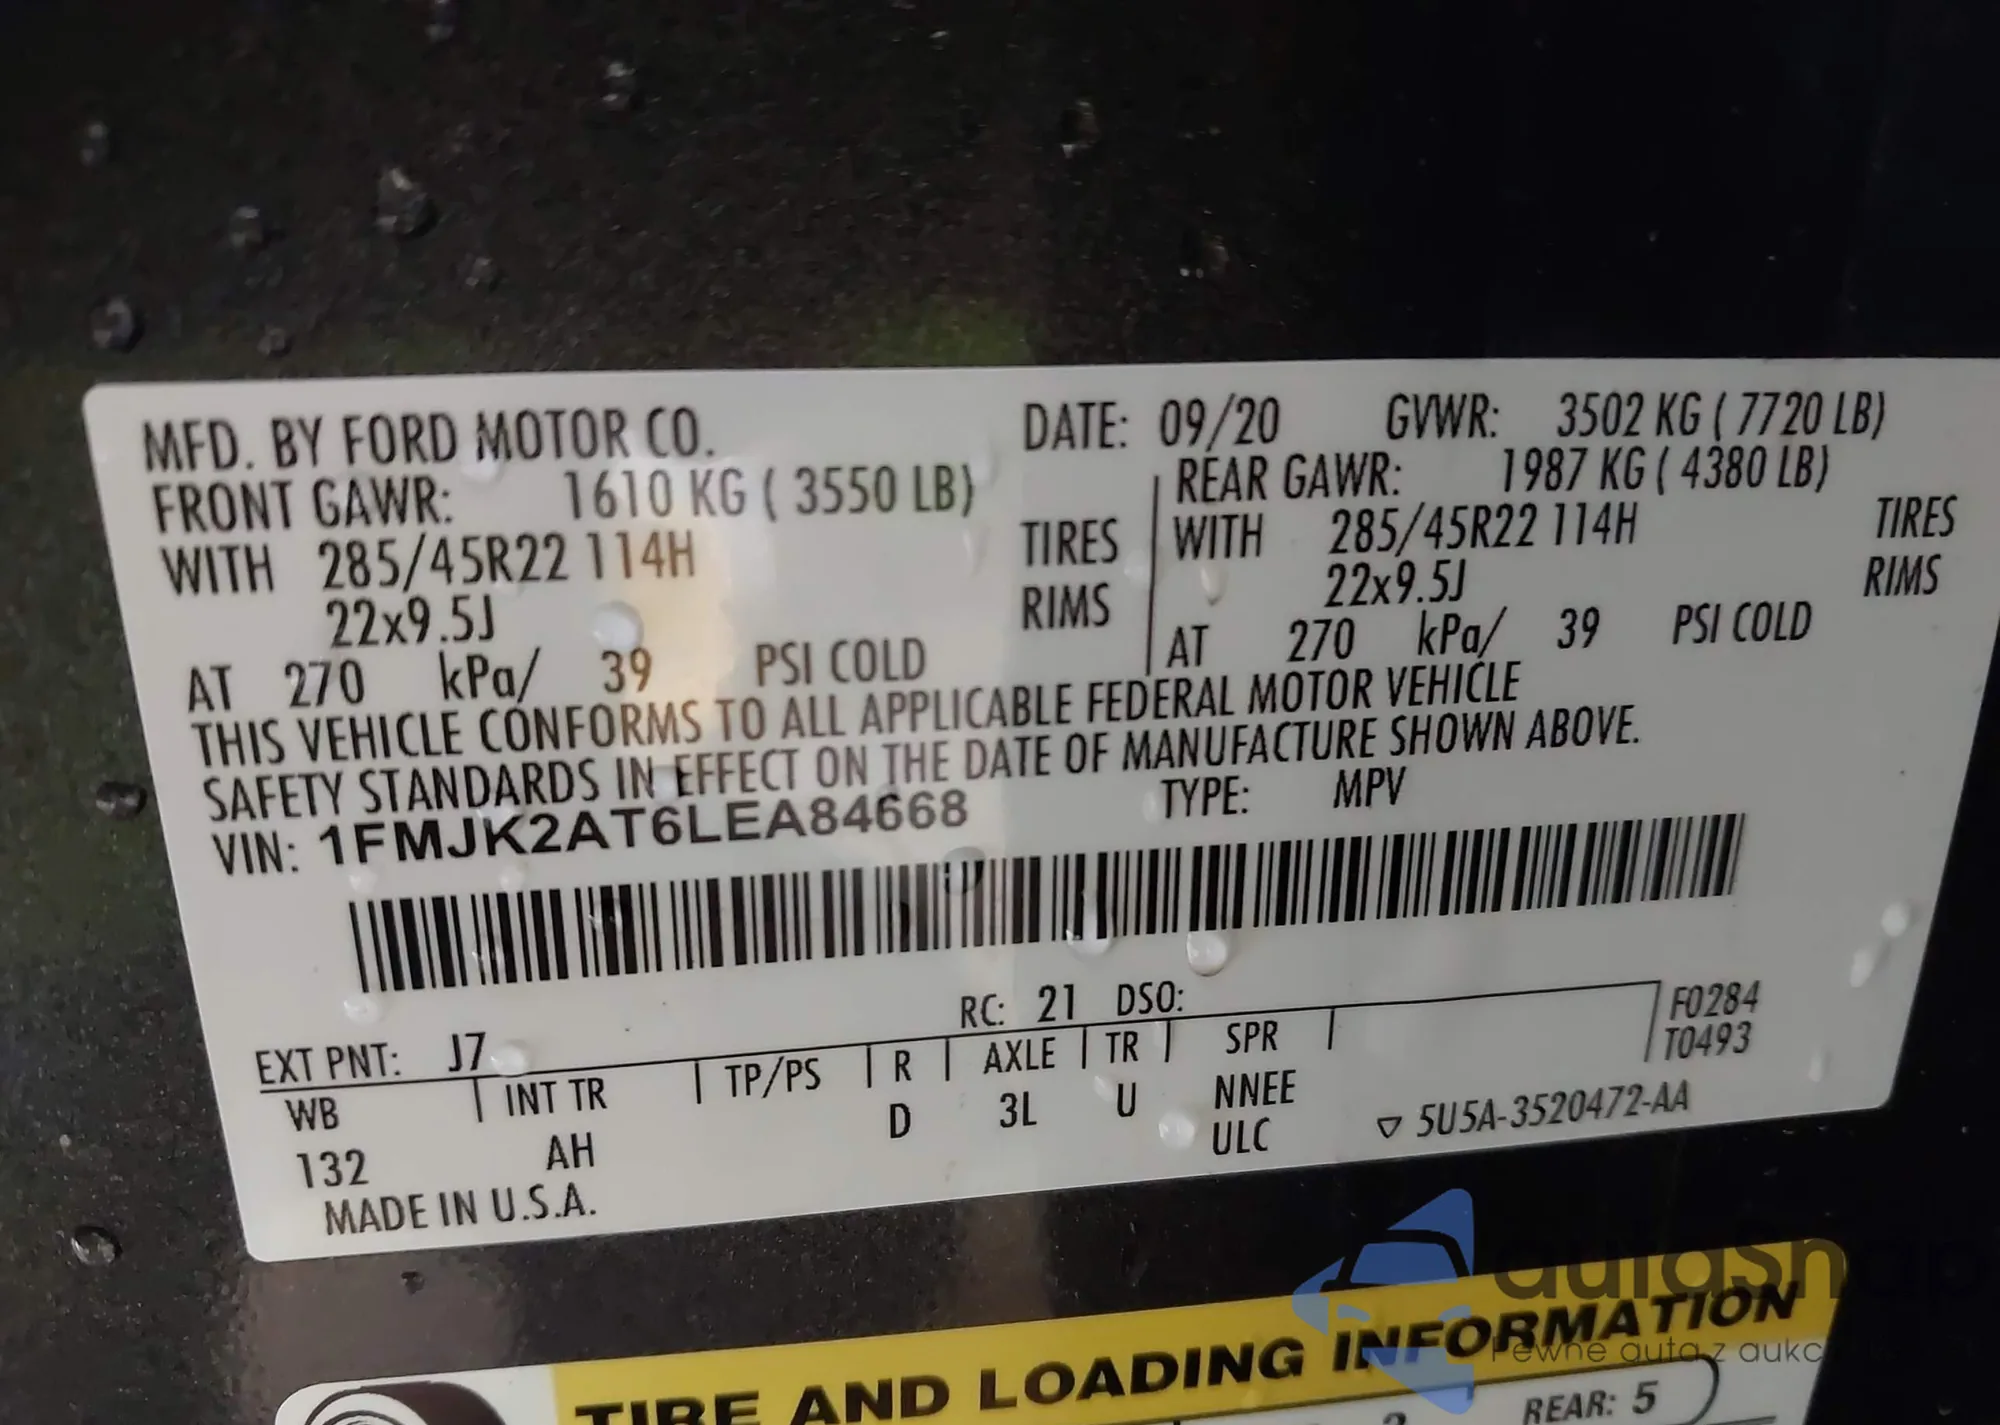 MFD. BY FORD MOTOR CO. DATE: 09/20 GVWR: 3502 KG ( 7720 LB)
FRONT GAWR: 1610 KG ( 3550 LB) REAR GAWR: 1987 KG ( 4380 LB)
WITH 285/45R22 114H TIRES WITH 285/45R22 114H TIRES
22x9.5J RIMS 22x9.5J RIMS
AT 270 kPa/ 39 PSI COLD AT 270 kPa/ 39 PSI COLD
THIS VEHICLE CONFORMS TO ALL APPLICABLE FEDERAL MOTOR VEHICLE
SAFETY STANDARDS IN EFFECT ON THE DATE OF MANUFACTURE SHOWN ABOVE.
VIN: 1FMJK2AT6LEA84668 TYPE: MPV
RC: 21 DSO: F0284
EXT PNT: J7 T0493
WB INT TR TP/PS R AXLE TR SPR
132 AH D 3L U NNEE
ULC ▽ 5U5A-3520472-AA
MADE IN U.S.A.
TIRE AND LOADING INFORMATION
REAR: 5
aurashop
Pewne auta z